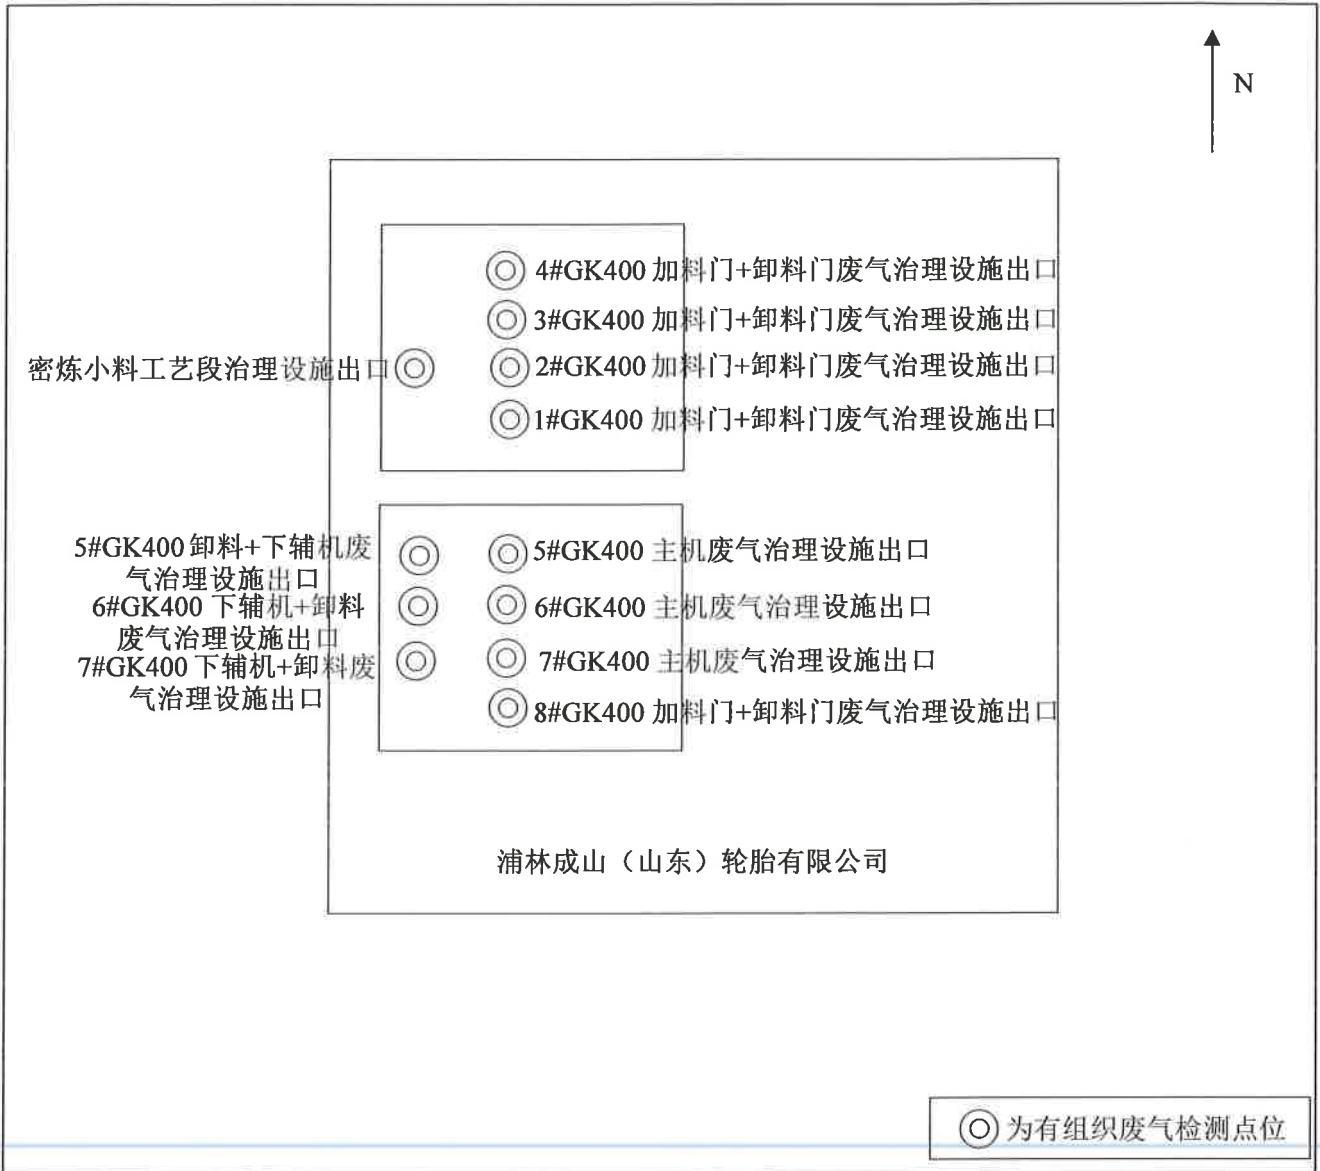 N
4#GK400 加料门+卸料门废气治理设施出口
3#GK400 加料门+卸料门废气治理设施出口
密炼小料工艺段治理设施出口
2#GK400 加料门+卸料门废气治理设施出口
1#GK400 加料门+卸料门废气治理设施出口
5#GK400 卸料+下辅机废
气治理设施出口
6#GK400 下辅机+卸料
废气治理设施出口
7#GK400 下辅机+卸料废
气治理设施出口
5#GK400 主机废气治理设施出口
6#GK400 主机废气治理设施出口
7#GK400 主机废气治理设施出口
8#GK400 加料门+卸料门废气治理设施出口
浦林成山（山东）轮胎有限公司
为有组织废气检测点位